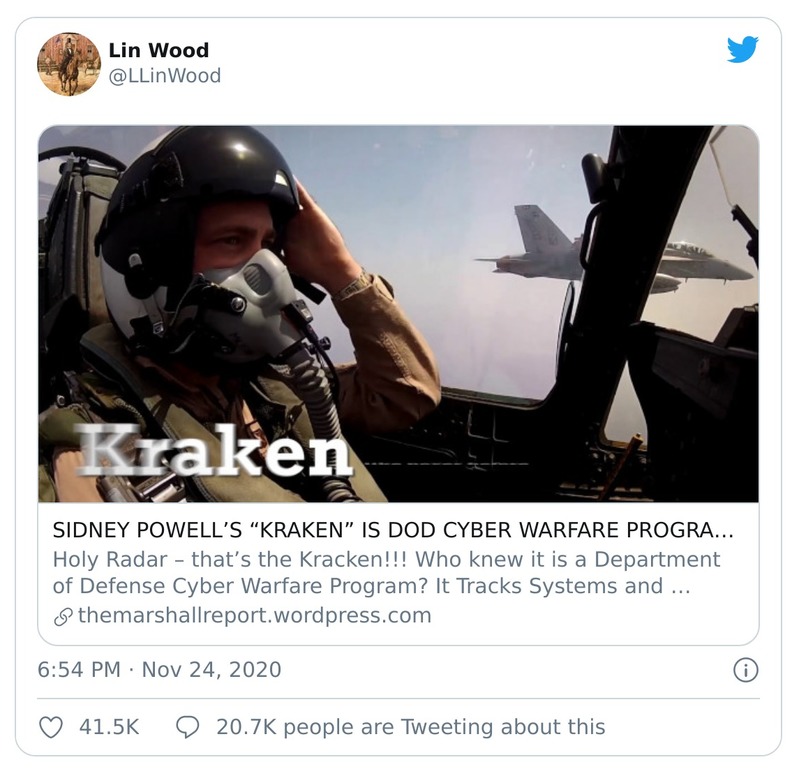 Lin Wood
@LLinWood
Kraken
SIDNEY POWELL’S “KRAKEN” IS DOD CYBER WARFARE PROGRA…
Holy Radar – that’s the Kracken!!! Who knew it is a Department
of Defense Cyber Warfare Program? It Tracks Systems and …
themarshallreport.wordpress.com
6:54 PM · Nov 24, 2020
41.5K 20.7K people are Tweeting about this